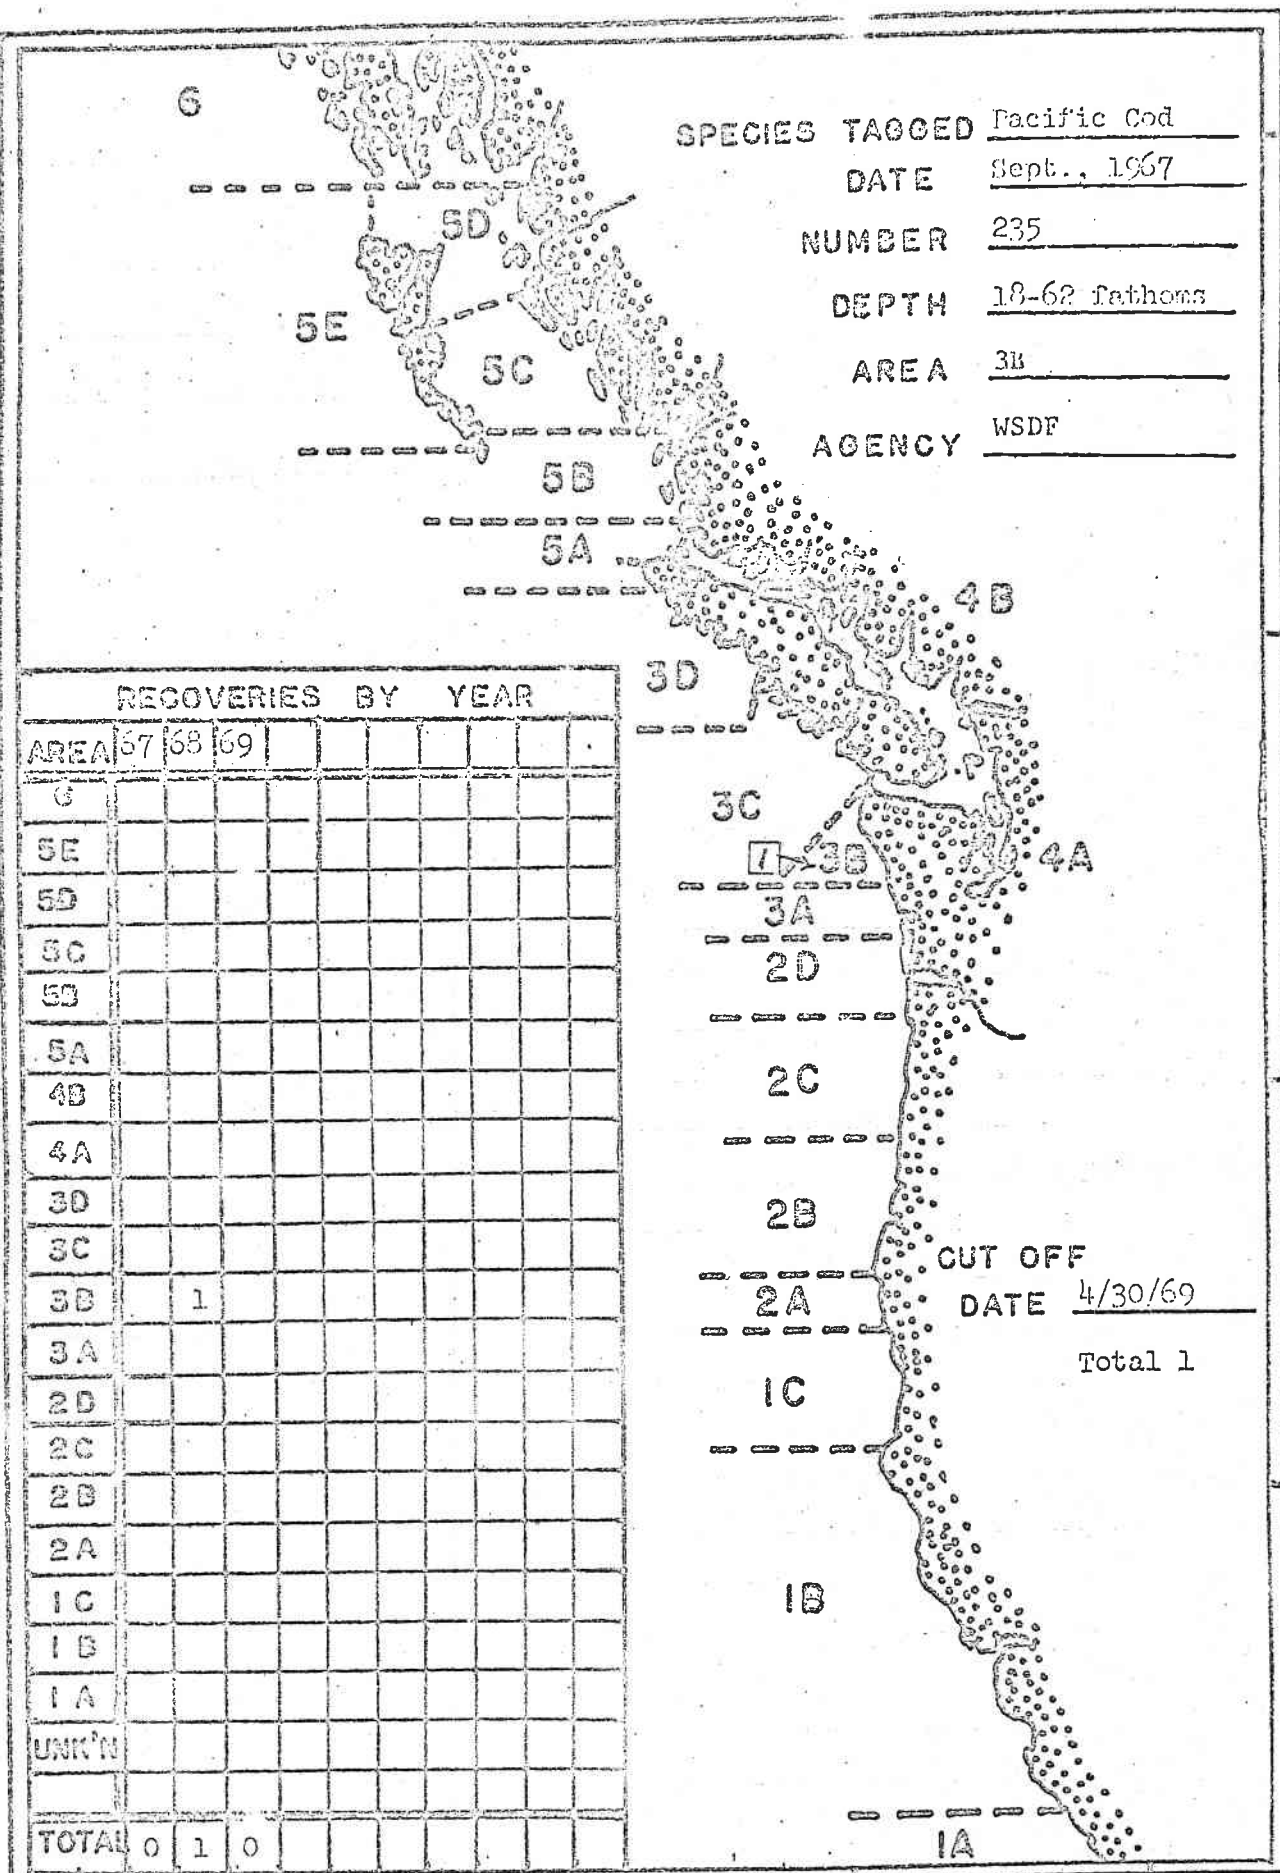 SPECIES TAGGED Pacific Cod
DATE Sept., 1967
NUMBER 235
DEPTH 18-62 fathoms
AREA 3B
AGENCY WSDF
6
5D
5E
5C
5B
5A
4B
3D
3C
1 3B
4A
3A
2D
2C
2B
2A
1C
1B
1A
CUT OFF
DATE 4/30/69
Total 1
RECOVERIES BY YEAR
AREA 67 68 69
6
5E
5D
5C
5B
5A
4B
4A
3D
3C
3B 1
3A
2D
2C
2B
2A
1C
1B
1A
UNK'N
TOTAL 0 1 0